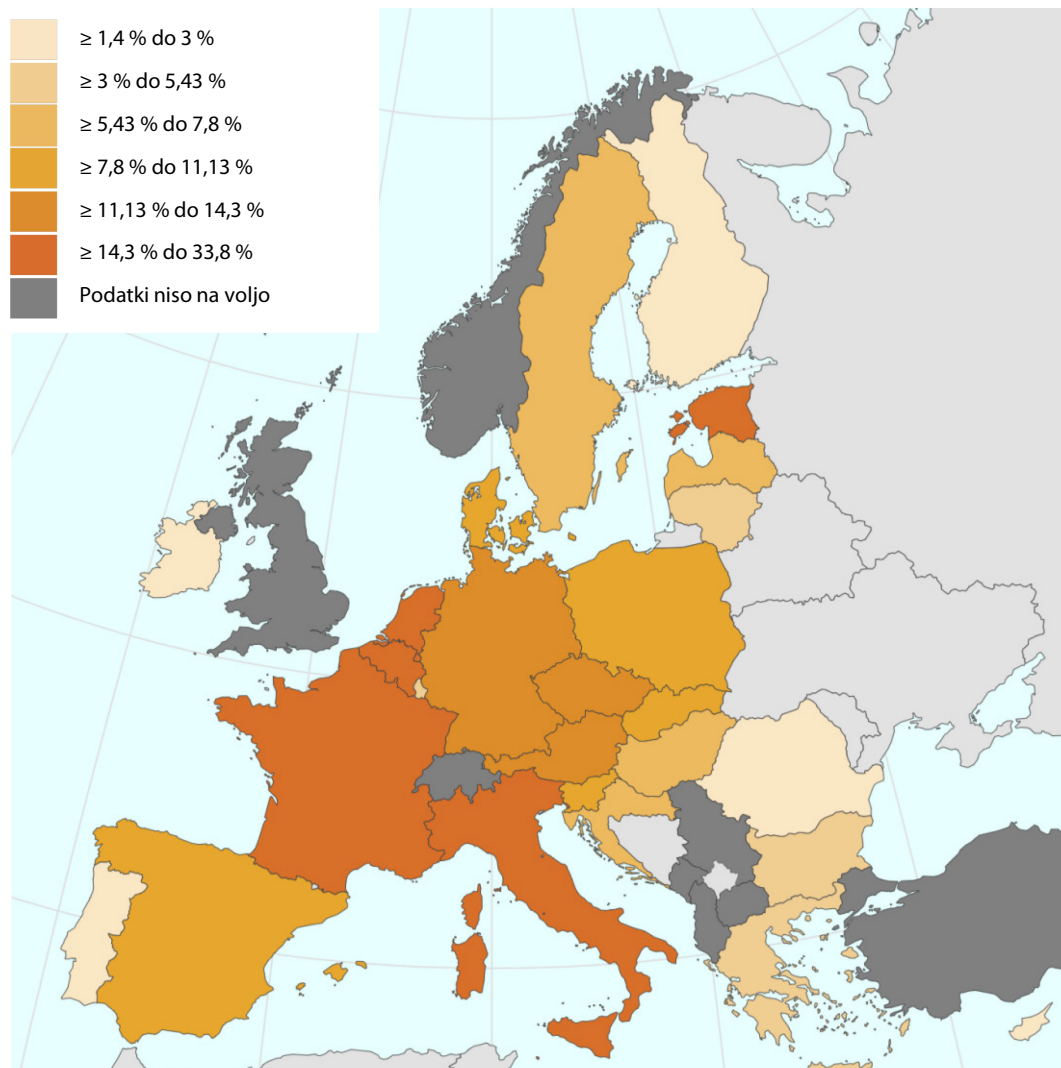 ≥ 1,4 % do 3 %
≥ 3 % do 5,43 %
≥ 5,43 % do 7,8 %
≥ 7,8 % do 11,13 %
≥ 11,13 % do 14,3 %
≥ 14,3 % do 33,8 %
Podatki niso na voljo